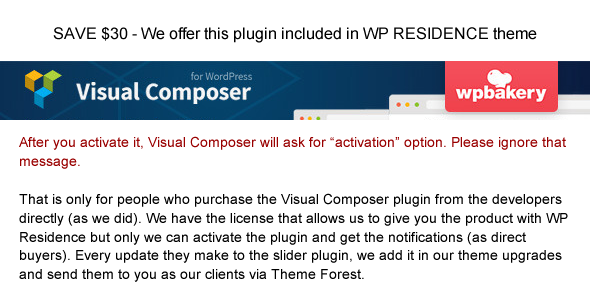 SAVE $30 - We offer this plugin included in WP RESIDENCE theme
for WordPress
Visual Composer
wpbakery
After you activate it, Visual Composer will ask for “activation” option. Please ignore that
message.
That is only for people who purchase the Visual Composer plugin from the developers
directly (as we did). We have the license that allows us to give you the product with WP
Residence but only we can activate the plugin and get the notifications (as direct
buyers). Every update they make to the slider plugin, we add it in our theme upgrades
and send them to you as our clients via Theme Forest.